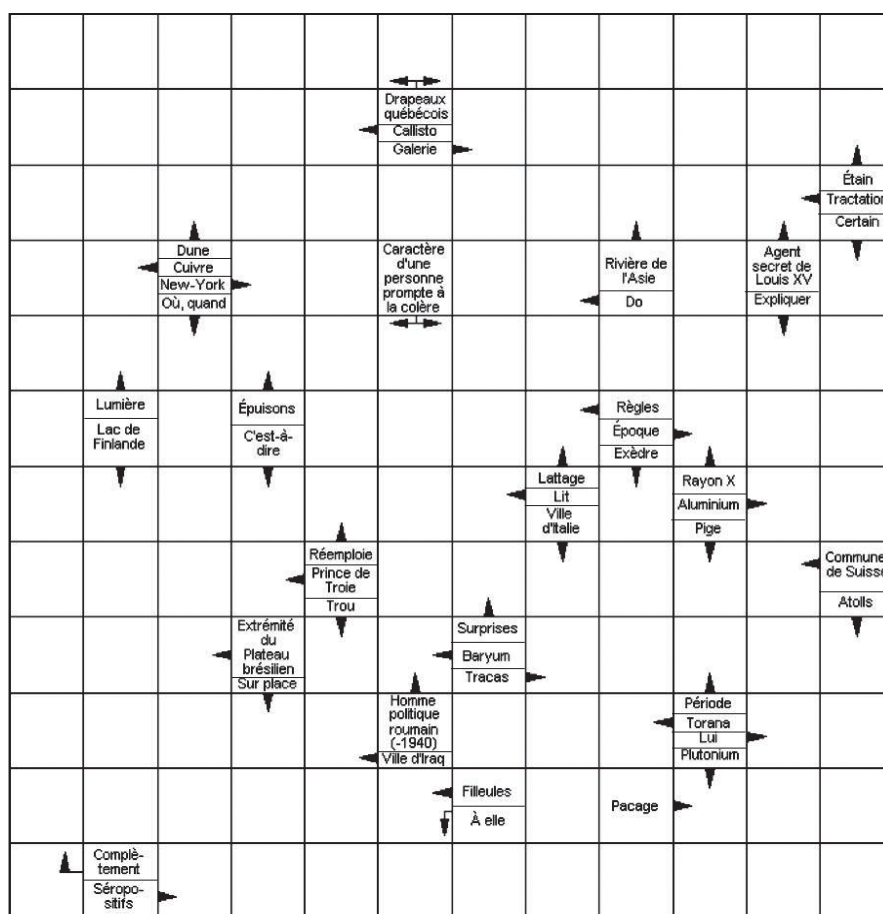 Drapeaux
québécois
Callisto
Galerie
Étain
Tractation
Certain
Dune
Cuivre
New-York
Où, quand
Caractère
d'une
personne
prompte à
la colère
Rivière de
l'Asie
Do
Agent
secret de
Louis XV
Expliquer
Lumière
Lac de
Finlande
Épuisons
C'est-à-
dire
Règles
Époque
Exèdre
Lattage
Lit
Ville
d'Italie
Rayon X
Aluminium
Pige
Réemploie
Prince de
Troie
Trou
Commune
de Suisse
Atolls
Extrémité
du
Plateau
brésilien
Sur place
Surprises
Baryum
Tracas
Homme
politique
roumain
(-1940)
Ville d'Iraq
Période
Torana
Lui
Plutonium
Filleules
À elle
Pacage
Complè-
tement
Séropo-
sitifs